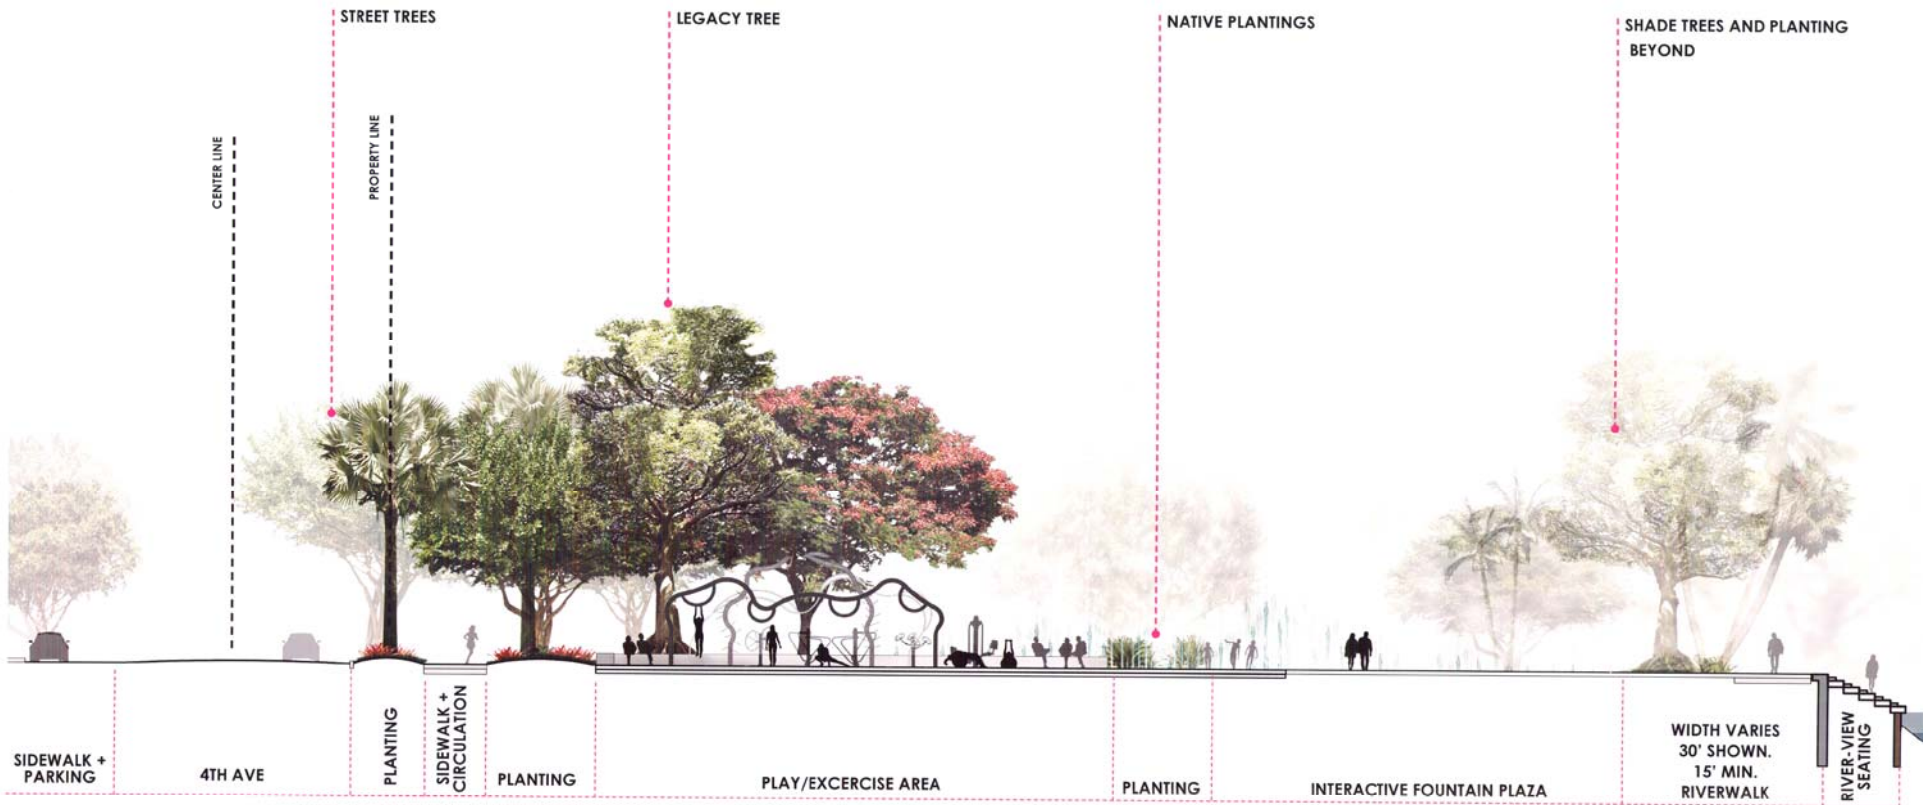 STREET TREES
LEGACY TREE
NATIVE PLANTINGS
SHADE TREES AND PLANTING
BEYOND
CENTER LINE
PROPERTY LINE
SIDEWALK +
PARKING
4TH AVE
PLANTING
SIDEWALK +
CIRCULATION
PLANTING
PLAY/EXCERCISE AREA
PLANTING
INTERACTIVE FOUNTAIN PLAZA
WIDTH VARIES
30' SHOWN.
15' MIN.
RIVERWALK
RIVER-VIEW
SEATING